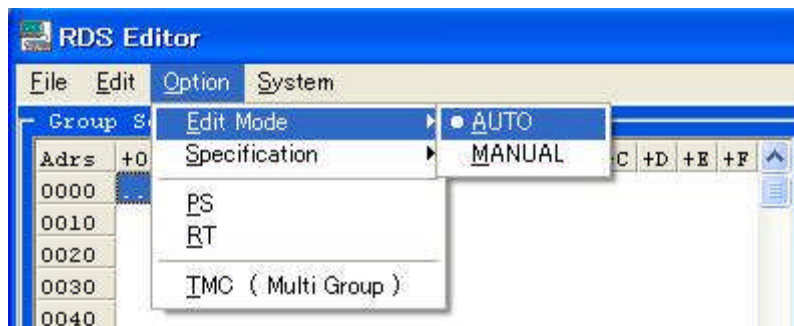 RDS Editor
File Edit Option System
Group S
Edit Mode AUTO
Adrs +0 Specification MANUAL C +D +E +F
0000 ..
0010 PS
0020 RT
0030 TMC ( Multi Group )
0040